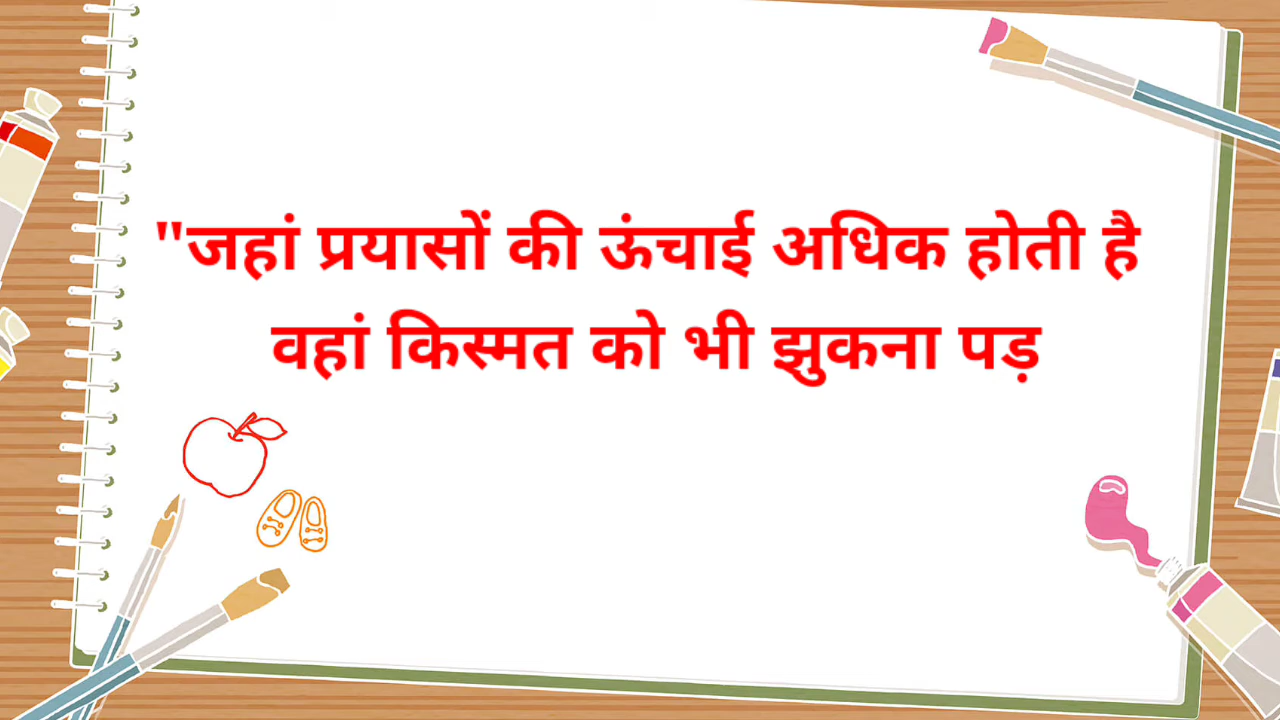 "जहां प्रयासों की ऊंचाई अधिक होती है
वहां किस्मत को भी झुकना पड़